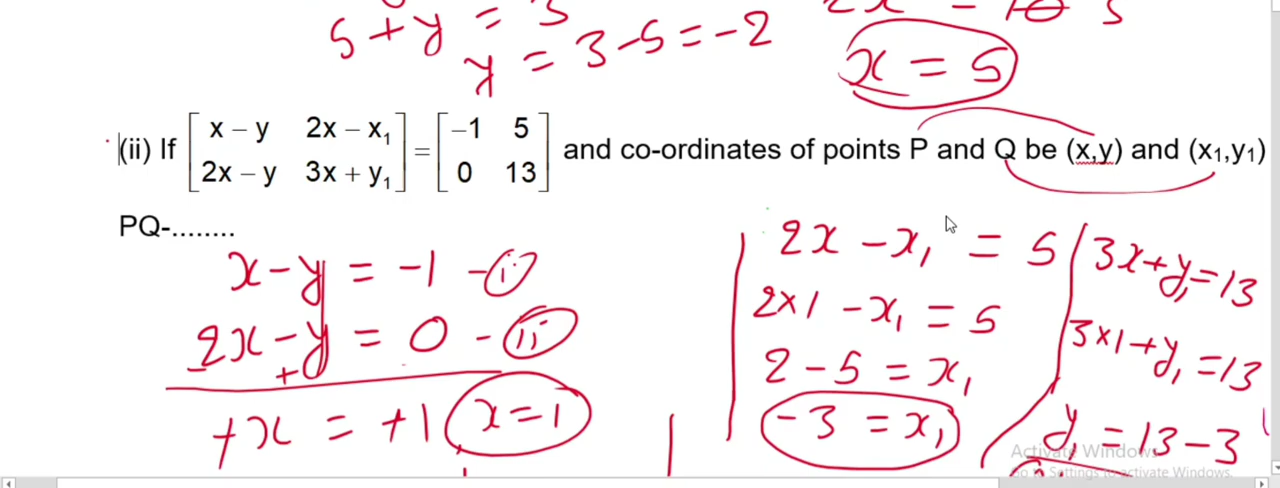 5 + y = 3
y = 3 - 5 = -2
x = 5
(ii) If [x – y 2x – x₁ 2x – y 3x + y₁] = [–1 5 0 13] and co-ordinates of points P and Q be (x,y) and (x₁,y₁)
PQ-........
x - y = -1 - (i)
2x - y = 0 - (ii)
- +
+x = +1 x = 1
2x - x₁ = 5
2×1 - x₁ = 5
2 - 5 = x₁
-3 = x₁
3x + y₁ = 13
3×1 + y₁ = 13
y₁ = 13 - 3
Activate Windows
Go to Settings to activate Windows.